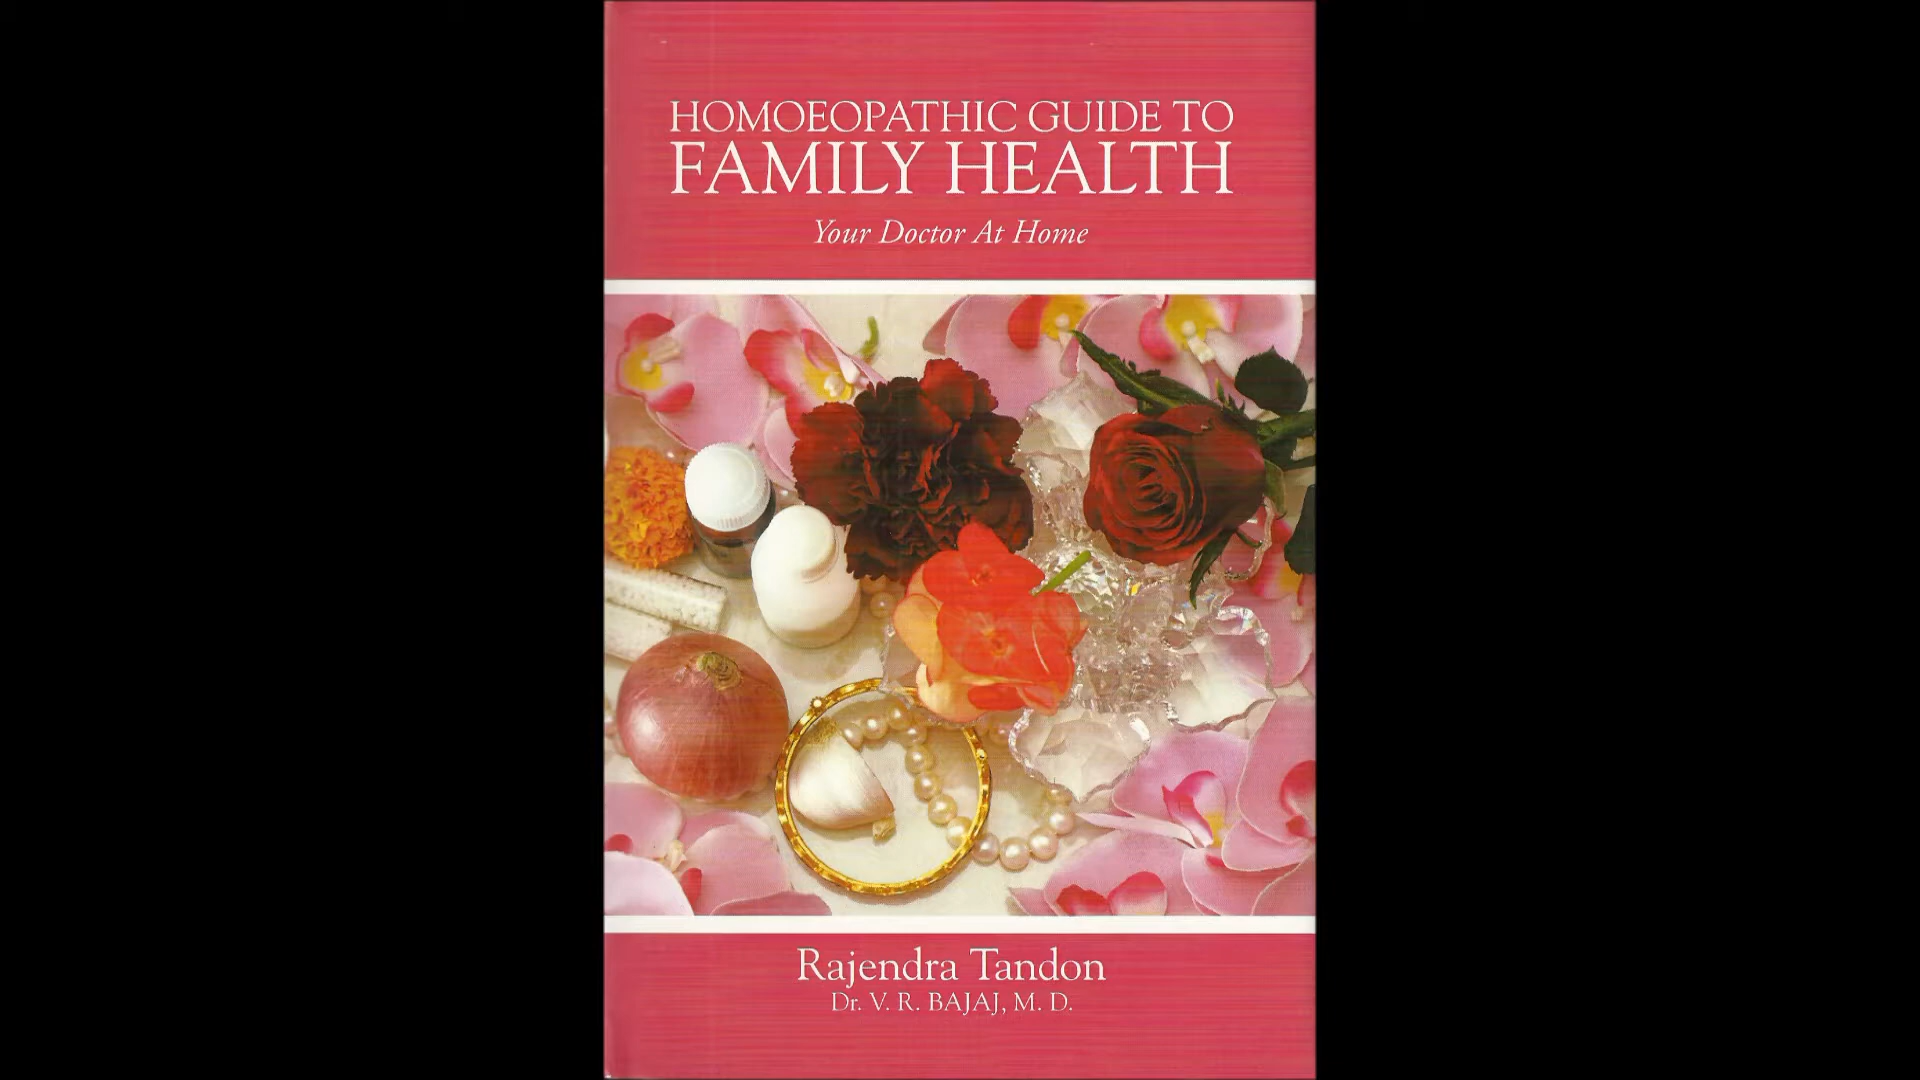 HOMOEOPATHIC GUIDE TO
FAMILY HEALTH
Your Doctor At Home
Rajendra Tandon
Dr. V. R. BAJAJ, M. D.